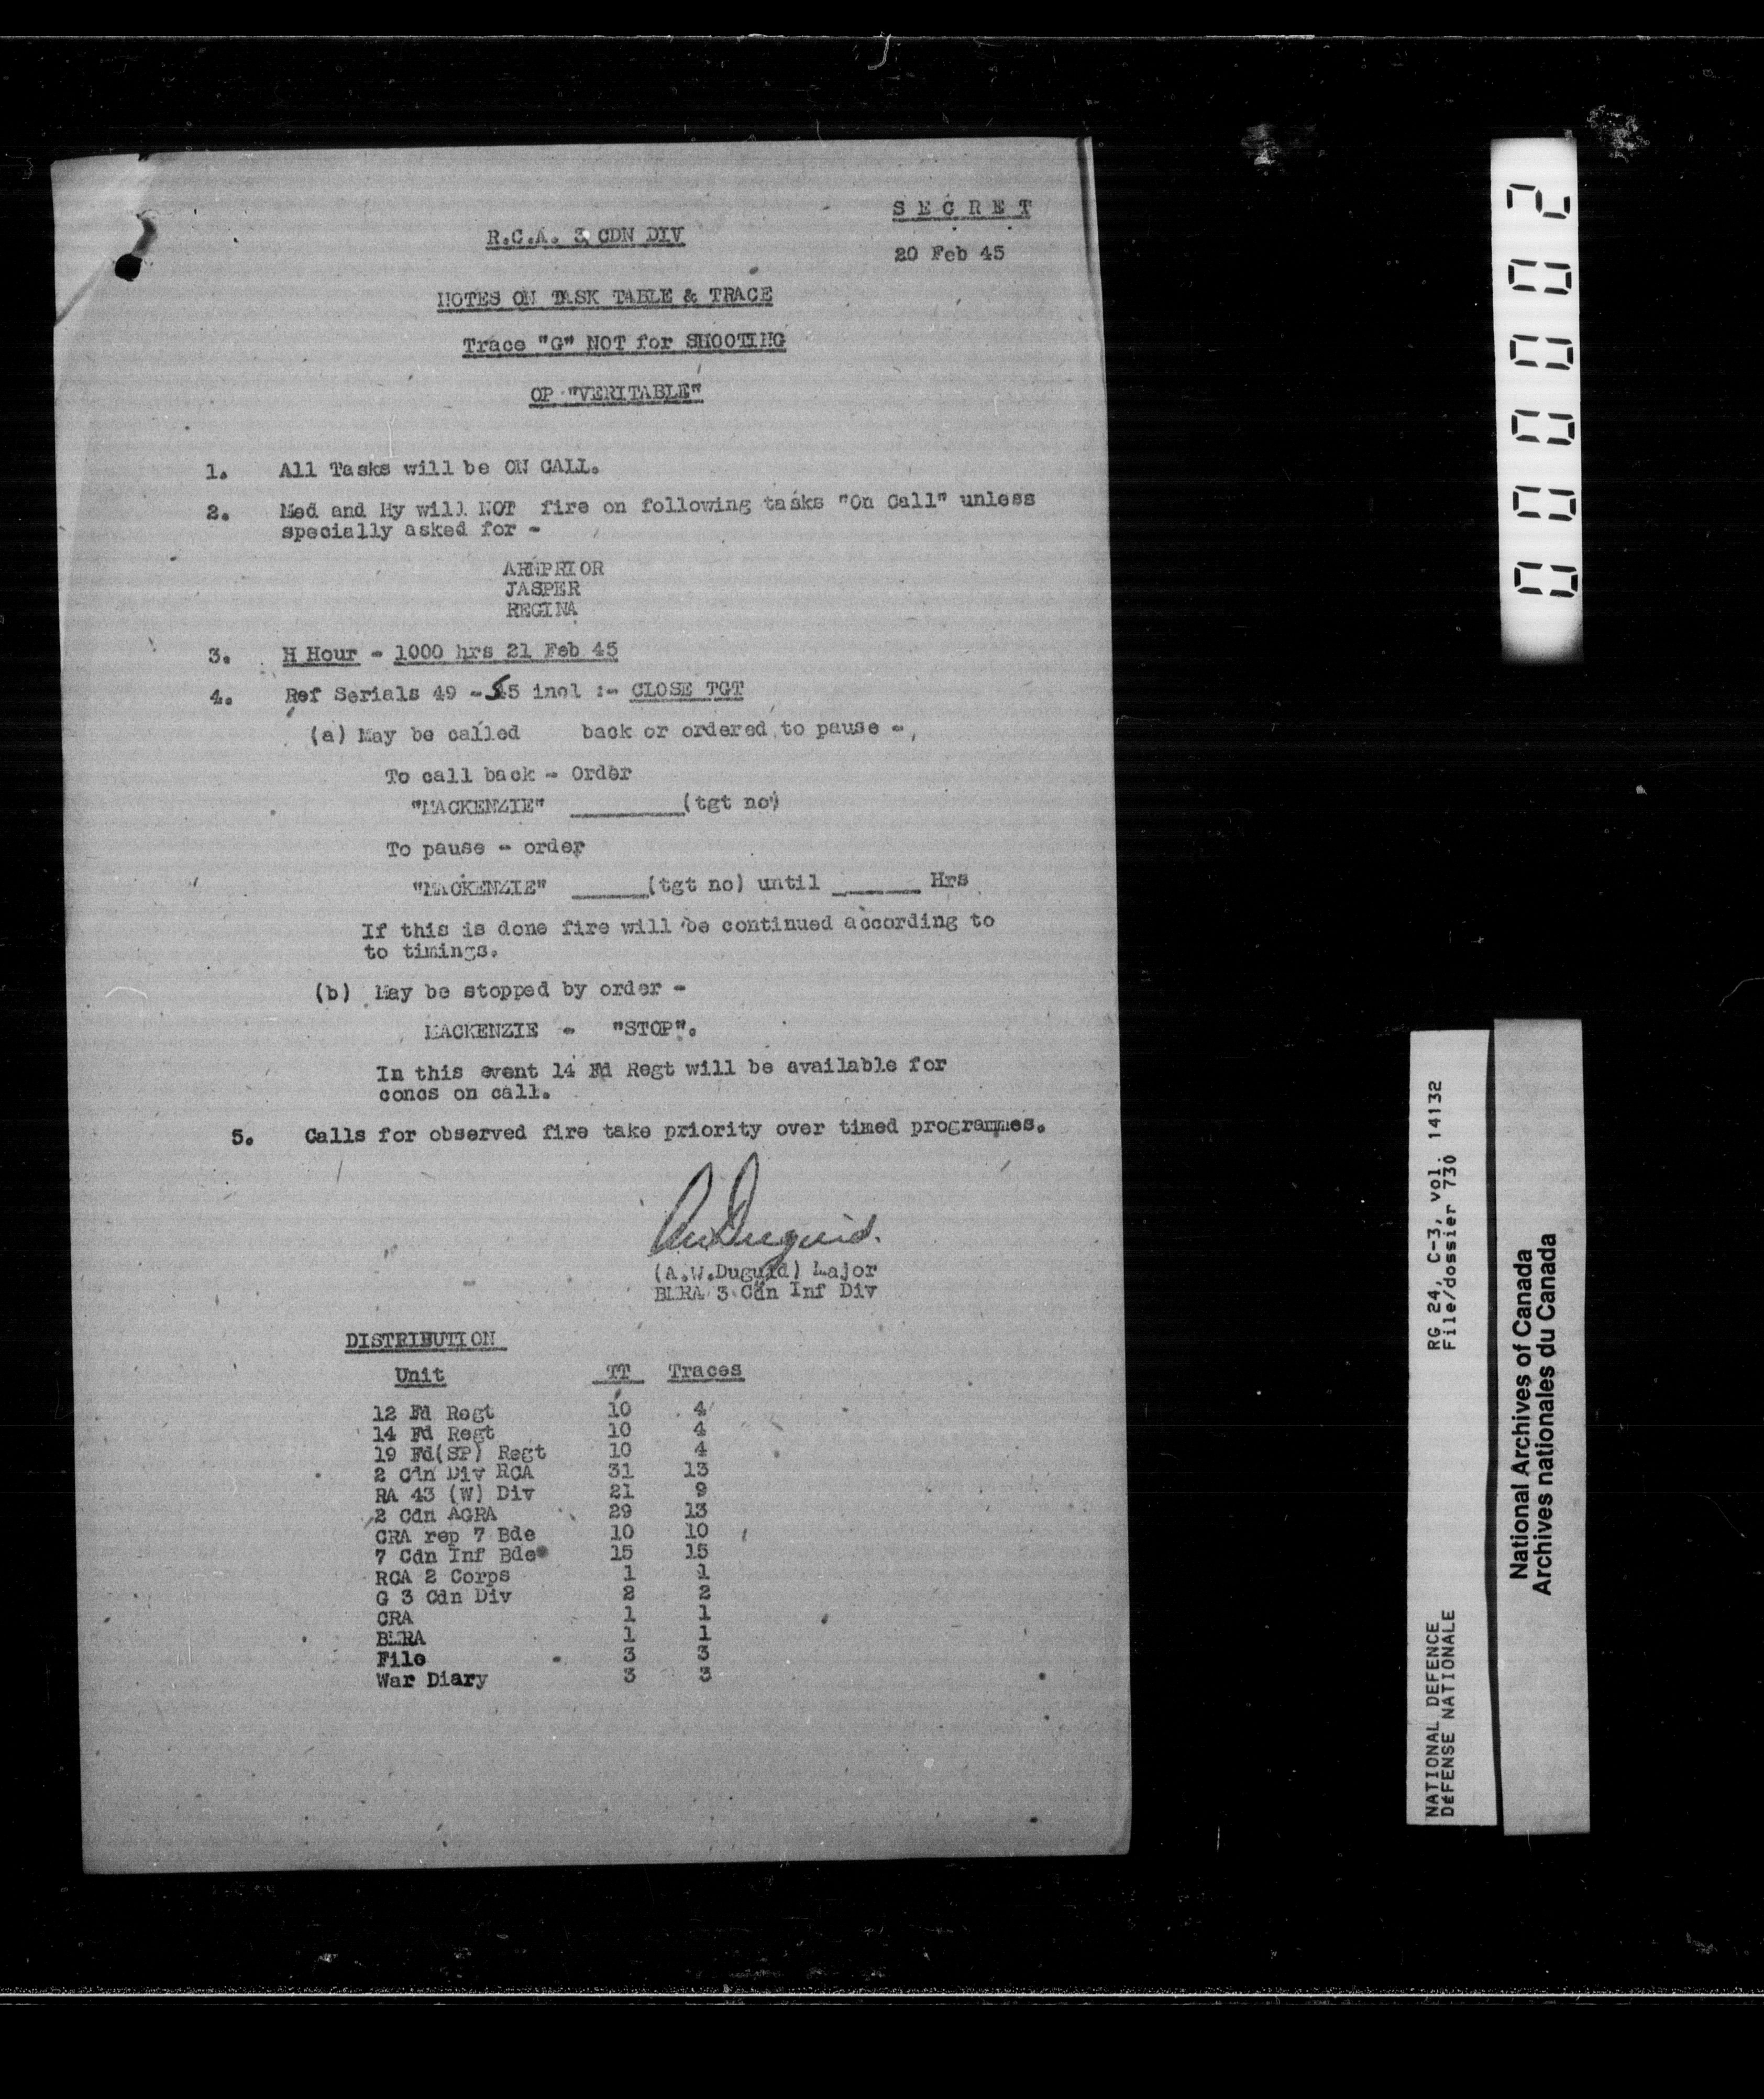 S E C R E T
R.C.A. 3 CDN DIV
20 Feb 45
NOTES ON TASK TABLE & TRACE
Trace "G" NOT for SHOOTING
OP "VERITABLE"
1. All Tasks will be ON CALL.
2. Med and Hy will NOT fire on following tasks "On Call" unless
specially asked for -
ARNPRIOR
JASPER
REGINA
3. H Hour - 1000 hrs 21 Feb 45
4. Ref Serials 49 - 55 incl :- CLOSE TGT
(a) May be called back or ordered to pause -
To call back - Order
"MACKENZIE" ________(tgt no)
To pause - order
"MACKENZIE" _____(tgt no) until ______ Hrs
If this is done fire will be continued according to
to timings.
(b) May be stopped by order -
MACKENZIE - "STOP".
In this event 14 Fd Regt will be available for
concs on call.
5. Calls for observed fire take priority over timed programmes.
AW Duguid.
(A.W.Duguid) Major
BMRA 3 Cdn Inf Div
DISTRIBUTION
Unit TT Traces
12 Fd Regt 10 4
14 Fd Regt 10 4
19 Fd(SP) Regt 10 4
2 Cdn Div RCA 31 13
RA 43 (W) Div 21 9
2 Cdn AGRA 29 13
CRA rep 7 Bde 10 10
7 Cdn Inf Bde 15 15
RCA 2 Corps 1 1
G 3 Cdn Div 2 2
CRA 1 1
BMRA 1 1
File 3 3
War Diary 3 3
000002
NATIONAL DEFENCE RG 24, C-3, vol. 14132
DÉFENSE NATIONALE File/dossier 730
National Archives of Canada
Archives nationales du Canada